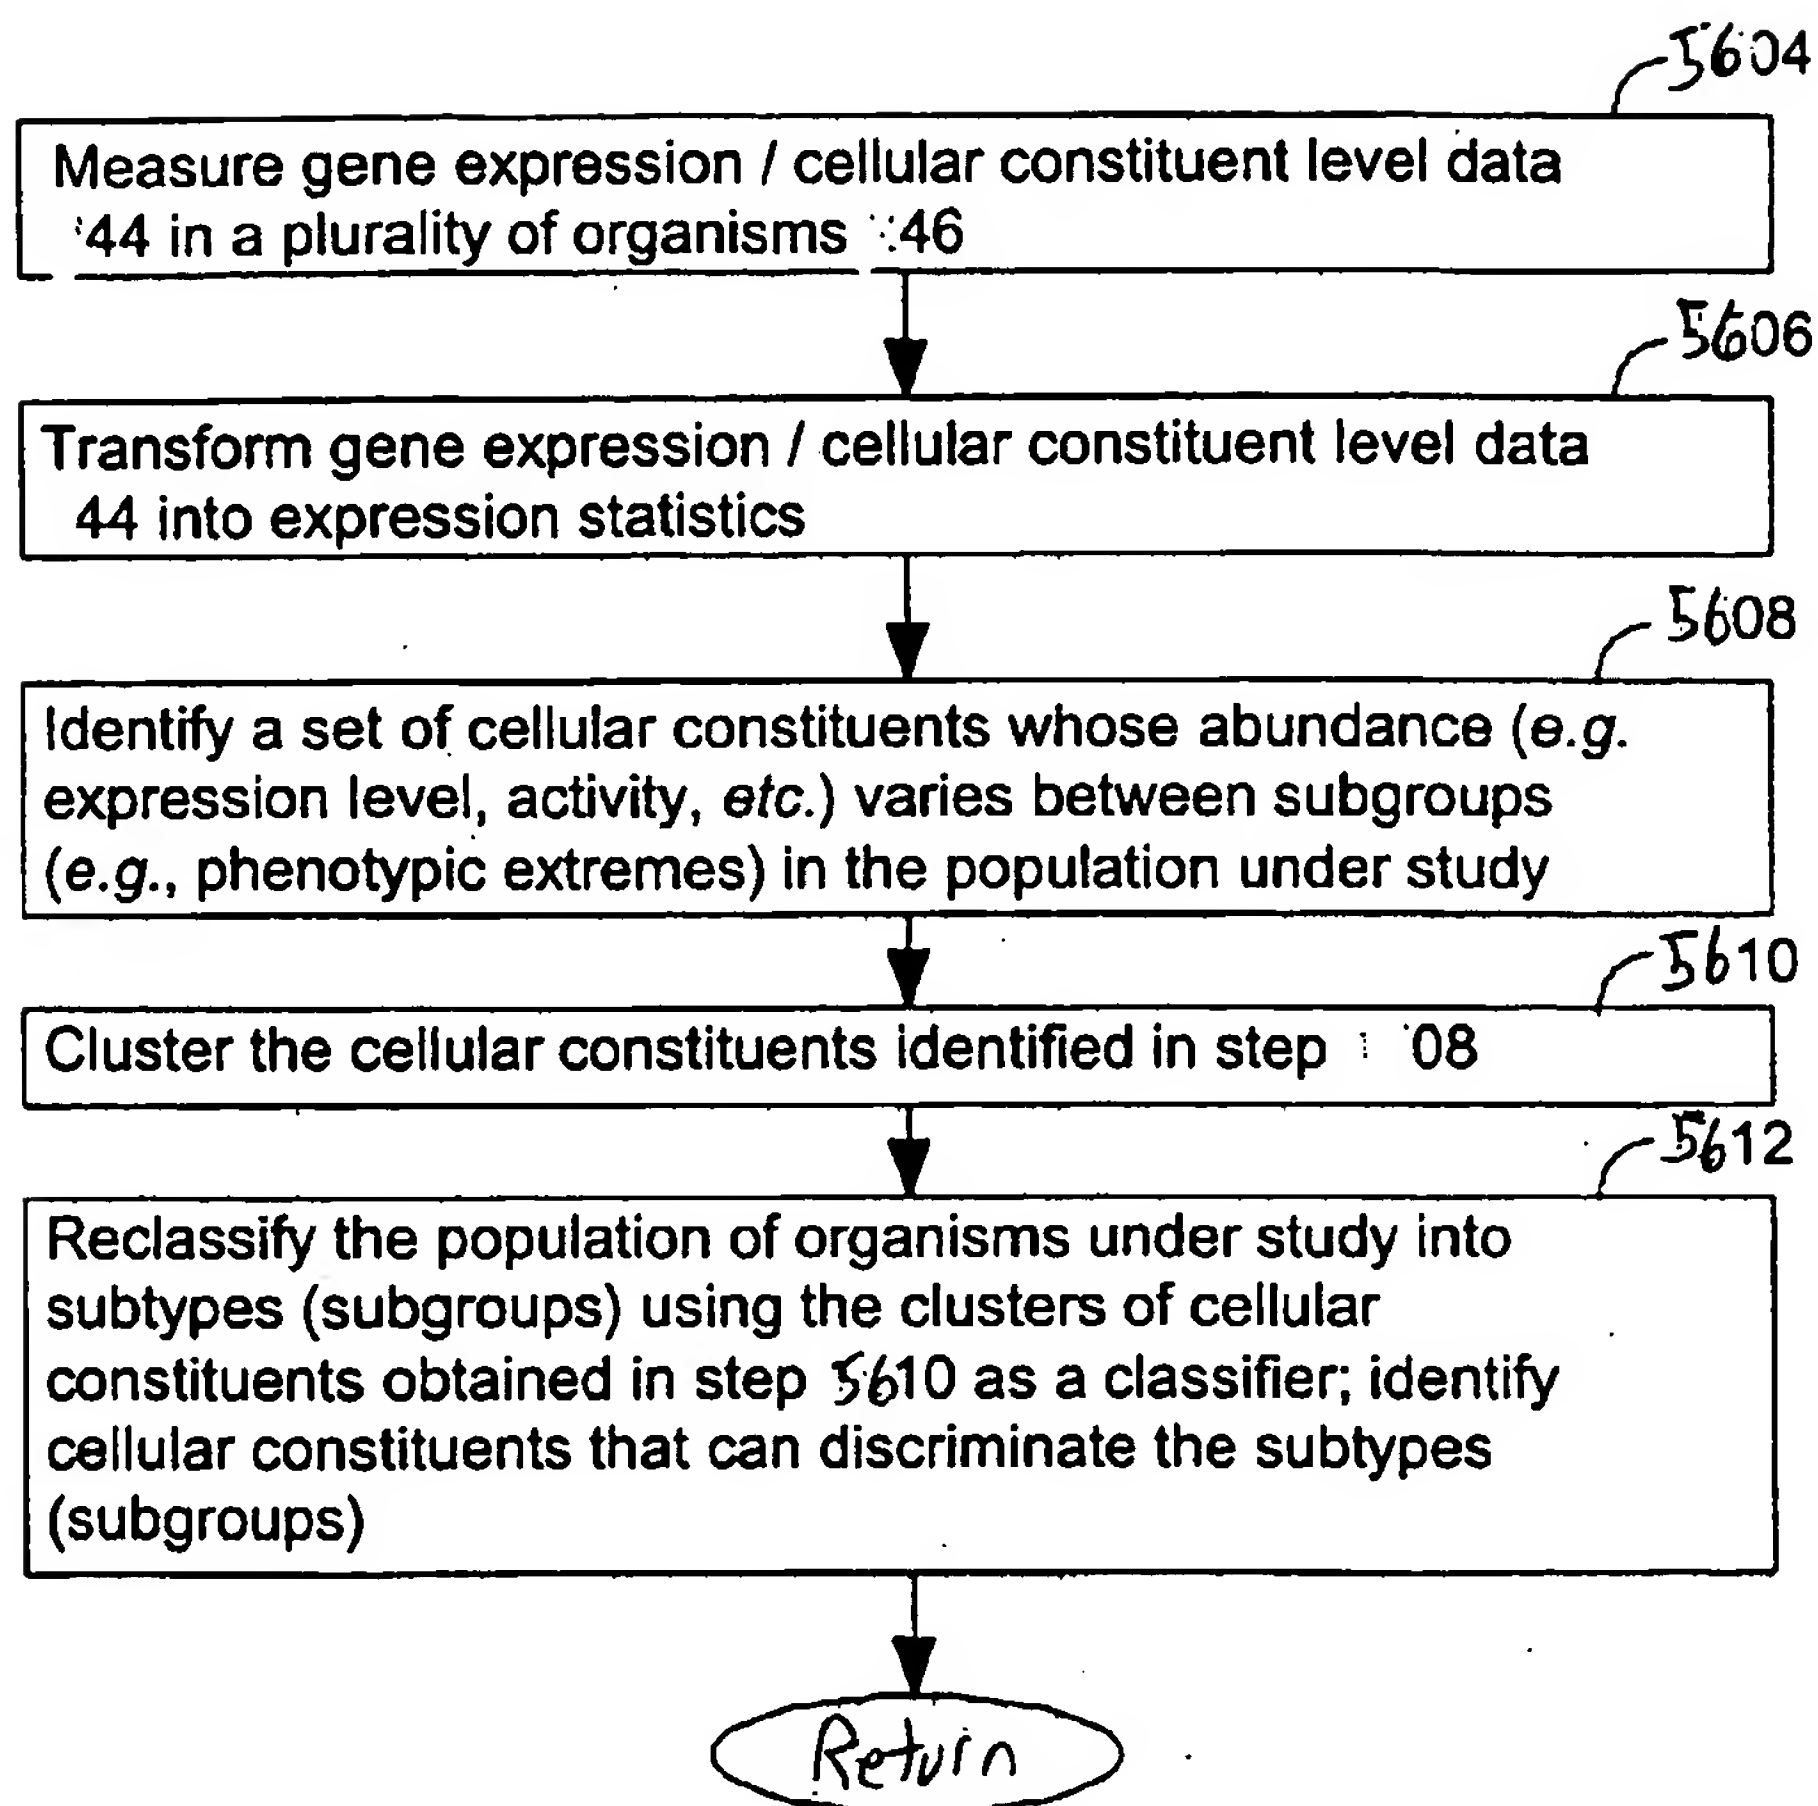 5604
Measure gene expression / cellular constituent level data
44 in a plurality of organisms 46
5606
Transform gene expression / cellular constituent level data
44 into expression statistics
5608
Identify a set of cellular constituents whose abundance (e.g.
expression level, activity, etc.) varies between subgroups
(e.g., phenotypic extremes) in the population under study
5610
Cluster the cellular constituents identified in step 08
5612
Reclassify the population of organisms under study into
subtypes (subgroups) using the clusters of cellular
constituents obtained in step 5610 as a classifier; identify
cellular constituents that can discriminate the subtypes
(subgroups)
Return